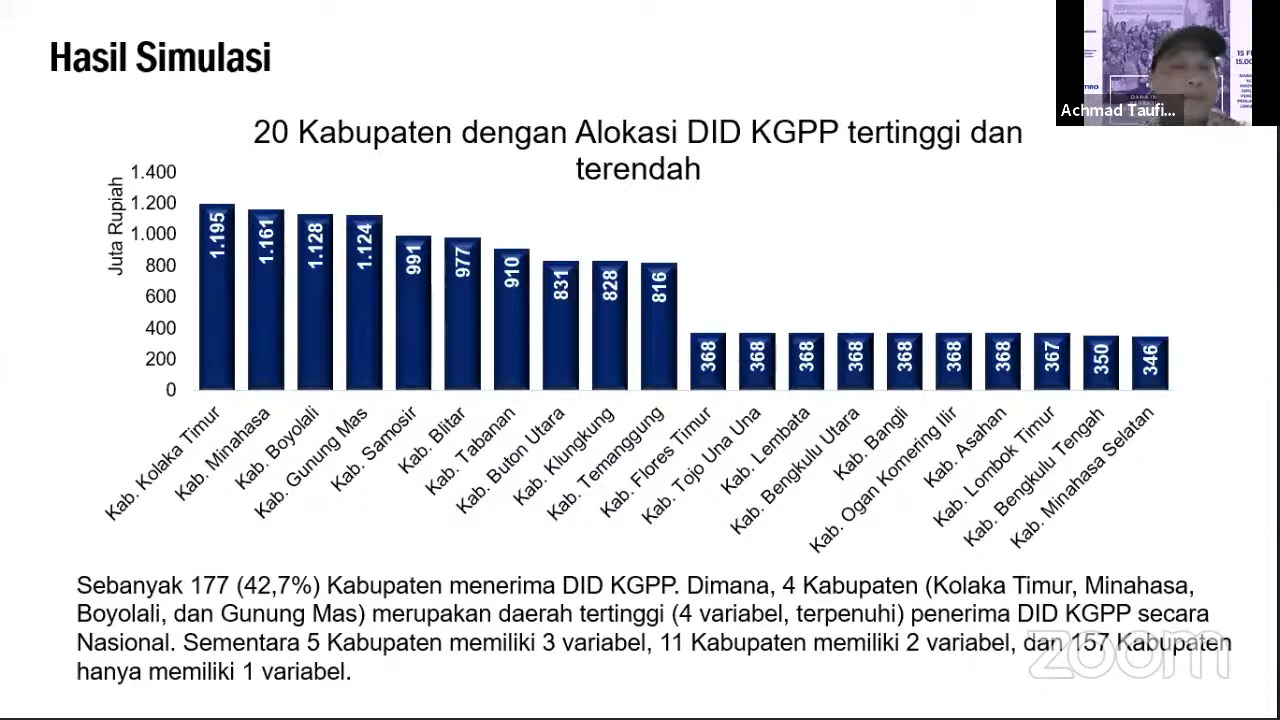 Hasil Simulasi
Achmad Taufi...
15 F
15.00
TIRO
20 Kabupaten dengan Alokasi DID KGPP tertinggi dan
terendah
Juta Rupiah
1.400
1.200
1.000
800
600
400
200
0
1.195
1.161
1.128
1.124
991
977
910
831
828
816
368
368
368
368
368
368
368
367
350
346
Kab. Kolaka Timur
Kab. Minahasa
Kab. Boyolali
Kab. Gunung Mas
Kab. Samosir
Kab. Blitar
Kab. Tabanan
Kab. Buton Utara
Kab. Klungkung
Kab. Temanggung
Kab. Flores Timur
Kab. Tojo Una Una
Kab. Lembata
Kab. Bengkulu Utara
Kab. Bangli
Kab. Ogan Komering Ilir
Kab. Asahan
Kab. Lombok Timur
Kab. Bengkulu Tengah
Kab. Minahasa Selatan
Sebanyak 177 (42,7%) Kabupaten menerima DID KGPP. Dimana, 4 Kabupaten (Kolaka Timur, Minahasa,
Boyolali, dan Gunung Mas) merupakan daerah tertinggi (4 variabel, terpenuhi) penerima DID KGPP secara
Nasional. Sementara 5 Kabupaten memiliki 3 variabel, 11 Kabupaten memiliki 2 variabel, dan 157 Kabupaten
hanya memiliki 1 variabel.
zoom